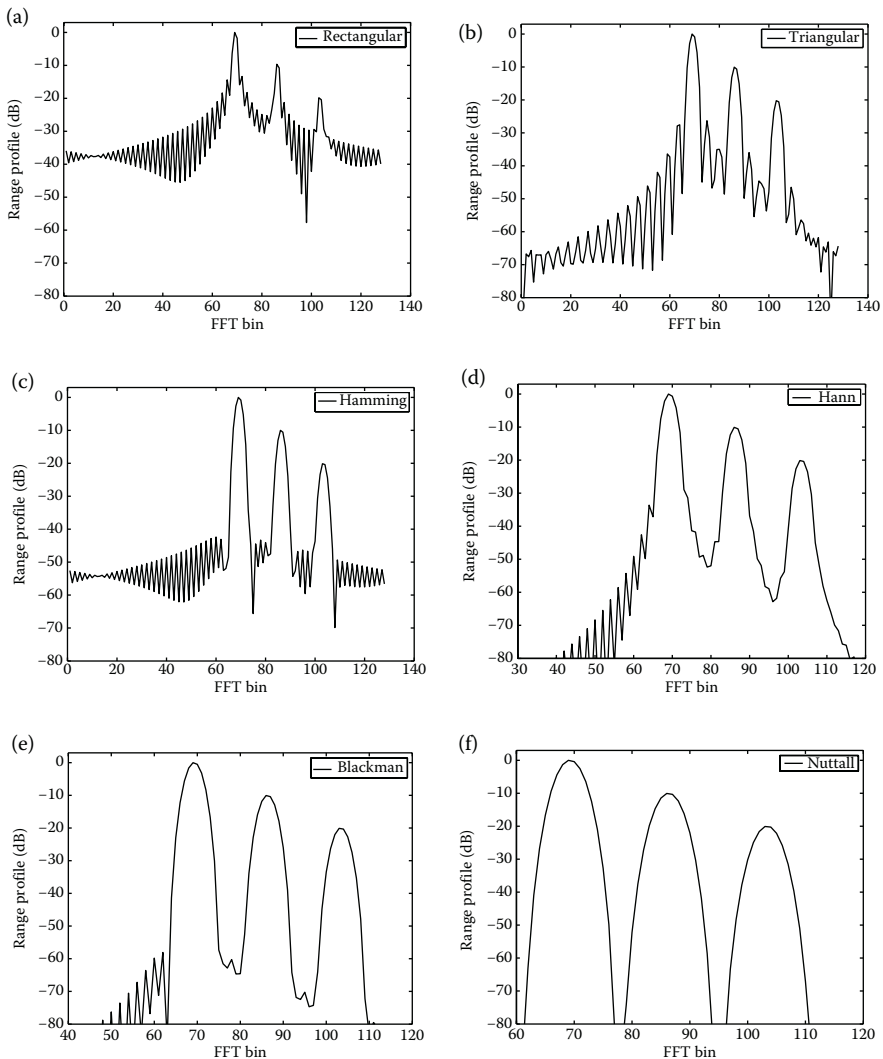 (a)
Rectangular
0
−10
−20
−30
−40
−50
−60
−70
−80
Range profile (dB)
0 20 40 60 80 100 120 140
FFT bin
(b)
Triangular
0
−10
−20
−30
−40
−50
−60
−70
−80
Range profile (dB)
0 20 40 60 80 100 120 140
FFT bin
(c)
Hamming
0
−10
−20
−30
−40
−50
−60
−70
−80
Range profile (dB)
0 20 40 60 80 100 120 140
FFT bin
(d)
Hann
0
−10
−20
−30
−40
−50
−60
−70
−80
Range profile (dB)
30 40 50 60 70 80 90 100 110 120
FFT bin
(e)
Blackman
0
−10
−20
−30
−40
−50
−60
−70
−80
Range profile (dB)
40 50 60 70 80 90 100 110 120
FFT bin
(f)
Nuttall
0
−10
−20
−30
−40
−50
−60
−70
−80
Range profile (dB)
60 70 80 90 100 110 120
FFT bin